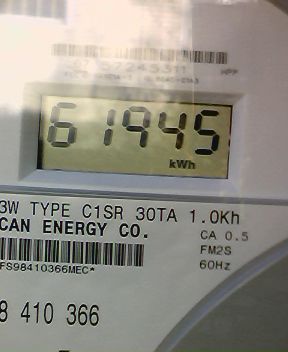 61945
kWh
3W TYPE C1SR 30TA 1.0Kh
CAN ENERGY CO.
CA 0.5
FM2S
60Hz
FS98410366MEC*
8 410 366